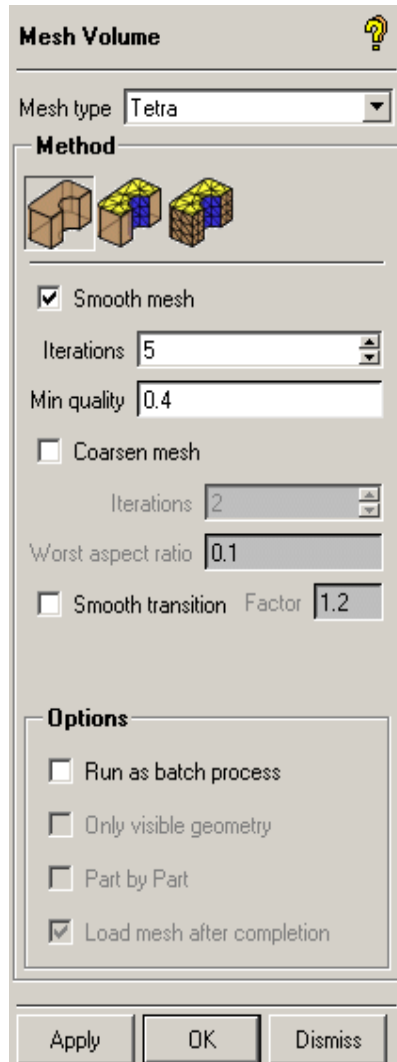 Mesh Volume
Mesh type Tetra
Method
Smooth mesh
Iterations 5
Min quality 0.4
Coarsen mesh
Iterations 2
Worst aspect ratio 0.1
Smooth transition Factor 1.2
Options
Run as batch process
Only visible geometry
Part by Part
Load mesh after completion
Apply OK Dismiss